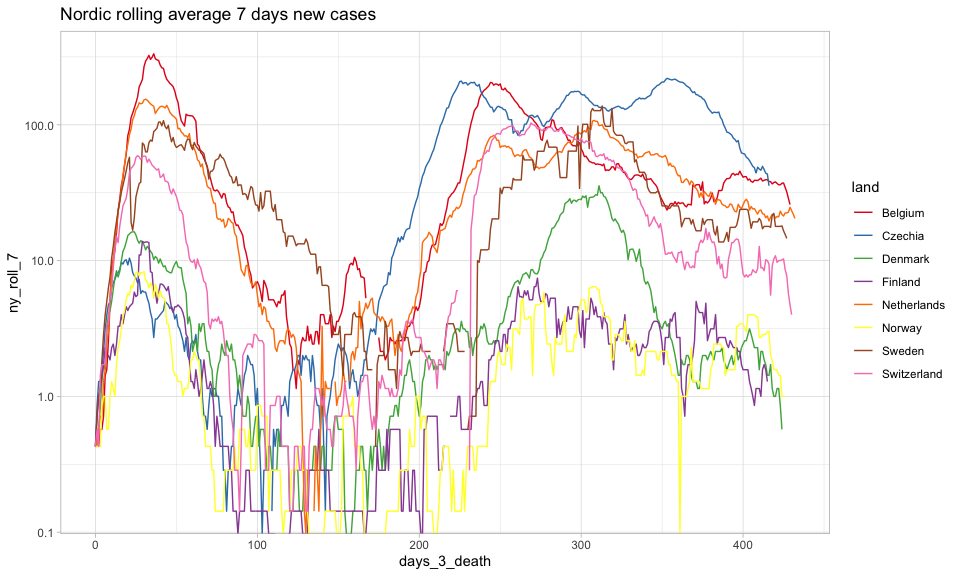 Nordic rolling average 7 days new cases
100.0
10.0
1.0
0.1
ny_roll_7
0
100
200
300
400
days_3_death
land
Belgium
Czechia
Denmark
Finland
Netherlands
Norway
Sweden
Switzerland